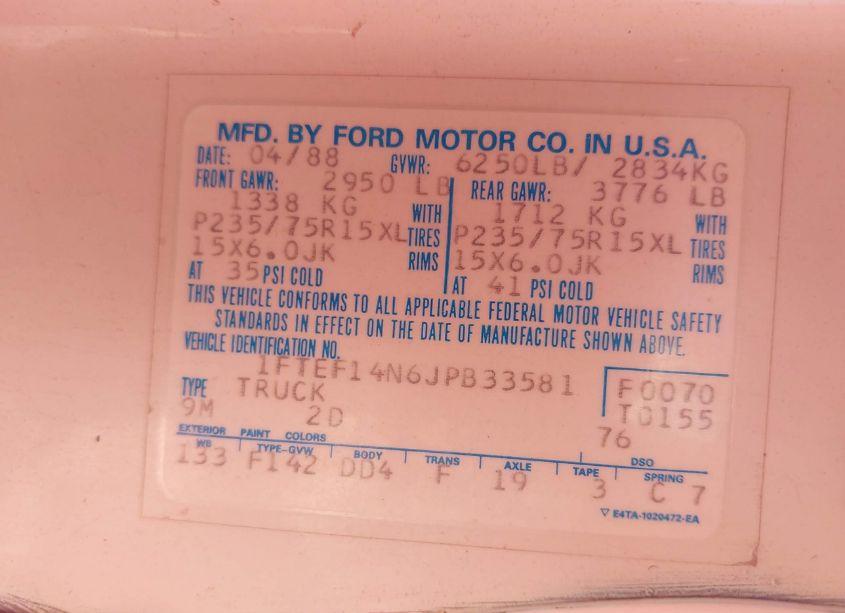 MFD. BY FORD MOTOR CO. IN U.S.A.
DATE: 04/88 GVWR: 6250LB/ 2834KG
FRONT GAWR: 2950 LB REAR GAWR: 3776 LB
1338 KG WITH 1712 KG WITH
P235/75R15XL TIRES P235/75R15XL TIRES
15X6.0JK RIMS 15X6.0JK RIMS
AT 35 PSI COLD AT 41 PSI COLD
THIS VEHICLE CONFORMS TO ALL APPLICABLE FEDERAL MOTOR VEHICLE SAFETY
STANDARDS IN EFFECT ON THE DATE OF MANUFACTURE SHOWN ABOVE.
VEHICLE IDENTIFICATION NO.
1FTEF14N6JPB33581 F0070
TYPE TRUCK T0155
9M 2D 76
EXTERIOR PAINT COLORS DSO
WB TYPE-GVW BODY TRANS AXLE TAPE SPRING
133 F142 DD4 F 19 3 C 7
▽ E4TA-1020472-EA